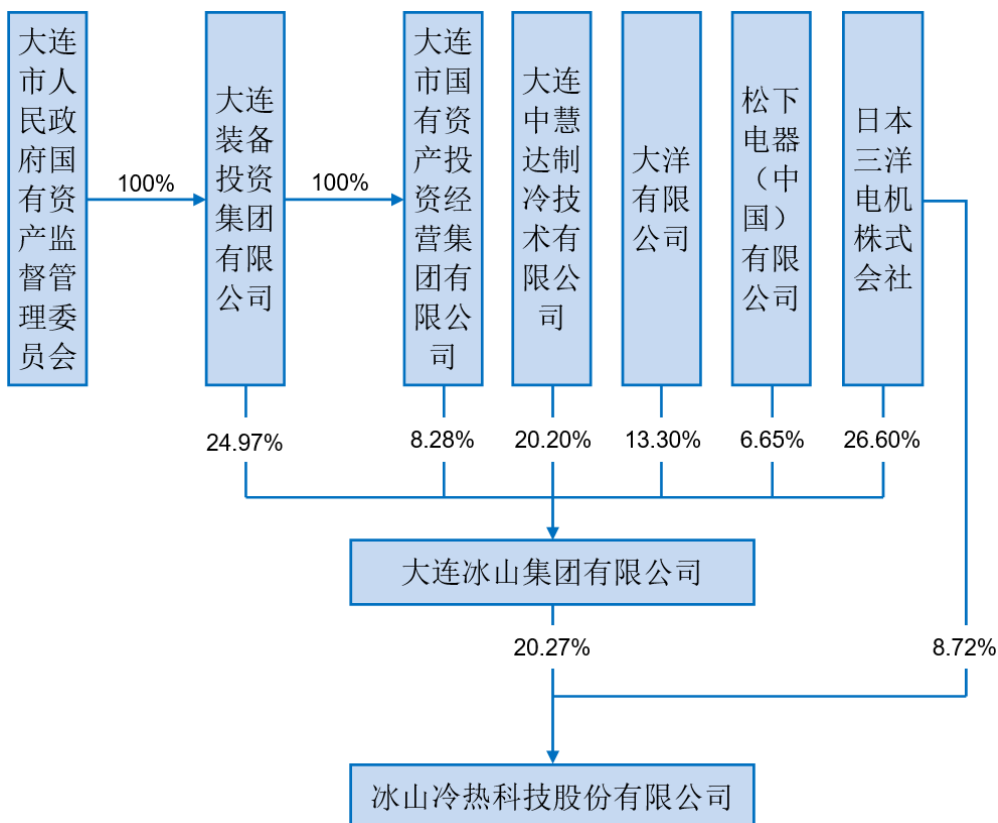 大连
市人
民政
府国
有资
产监
督管
理委
员会
100%
大连
装备
投资
集团
有限
公司
100%
大连
市国
有资
产投
资经
营集
团有
限公
司
大连
中慧
达制
冷技
术有
限公
司
大洋
有限
公司
松下
电器
（中
国）
有限
公司
日本
三洋
电机
株式
会社
24.97%
8.28%
20.20%
13.30%
6.65%
26.60%
大连冰山集团有限公司
20.27%
8.72%
冰山冷热科技股份有限公司